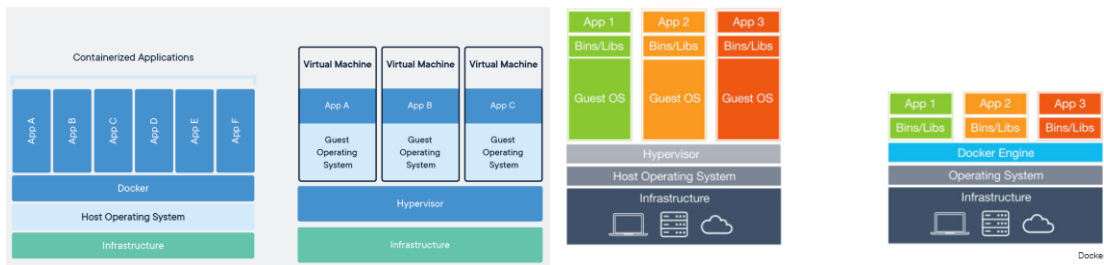 Containerized Applications
App A
App B
App C
App D
App E
App F
Docker
Host Operating System
Infrastructure
Virtual Machine
Virtual Machine
Virtual Machine
App A
App B
App C
Guest
Operating
System
Guest
Operating
System
Guest
Operating
System
Hypervisor
Infrastructure
App 1
App 2
App 3
Bins/Libs
Bins/Libs
Bins/Libs
Guest OS
Guest OS
Guest OS
Hypervisor
Host Operating System
Infrastructure
App 1
App 2
App 3
Bins/Libs
Bins/Libs
Bins/Libs
Docker Engine
Operating System
Infrastructure
Docke